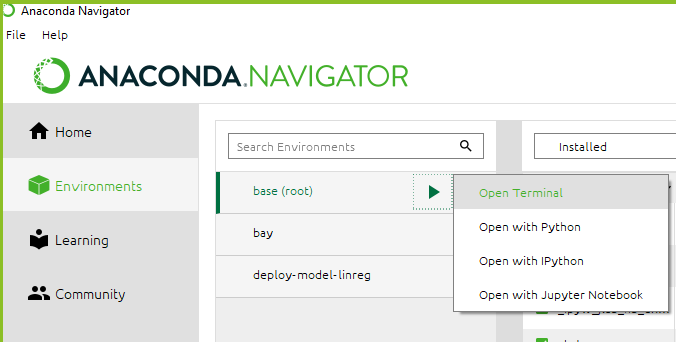 Anaconda Navigator
File Help
ANACONDA.NAVIGATOR
Home
Environments
Learning
Community
Search Environments
base (root)
bay
deploy-model-linreg
Installed
Open Terminal
Open with Python
Open with IPython
Open with Jupyter Notebook